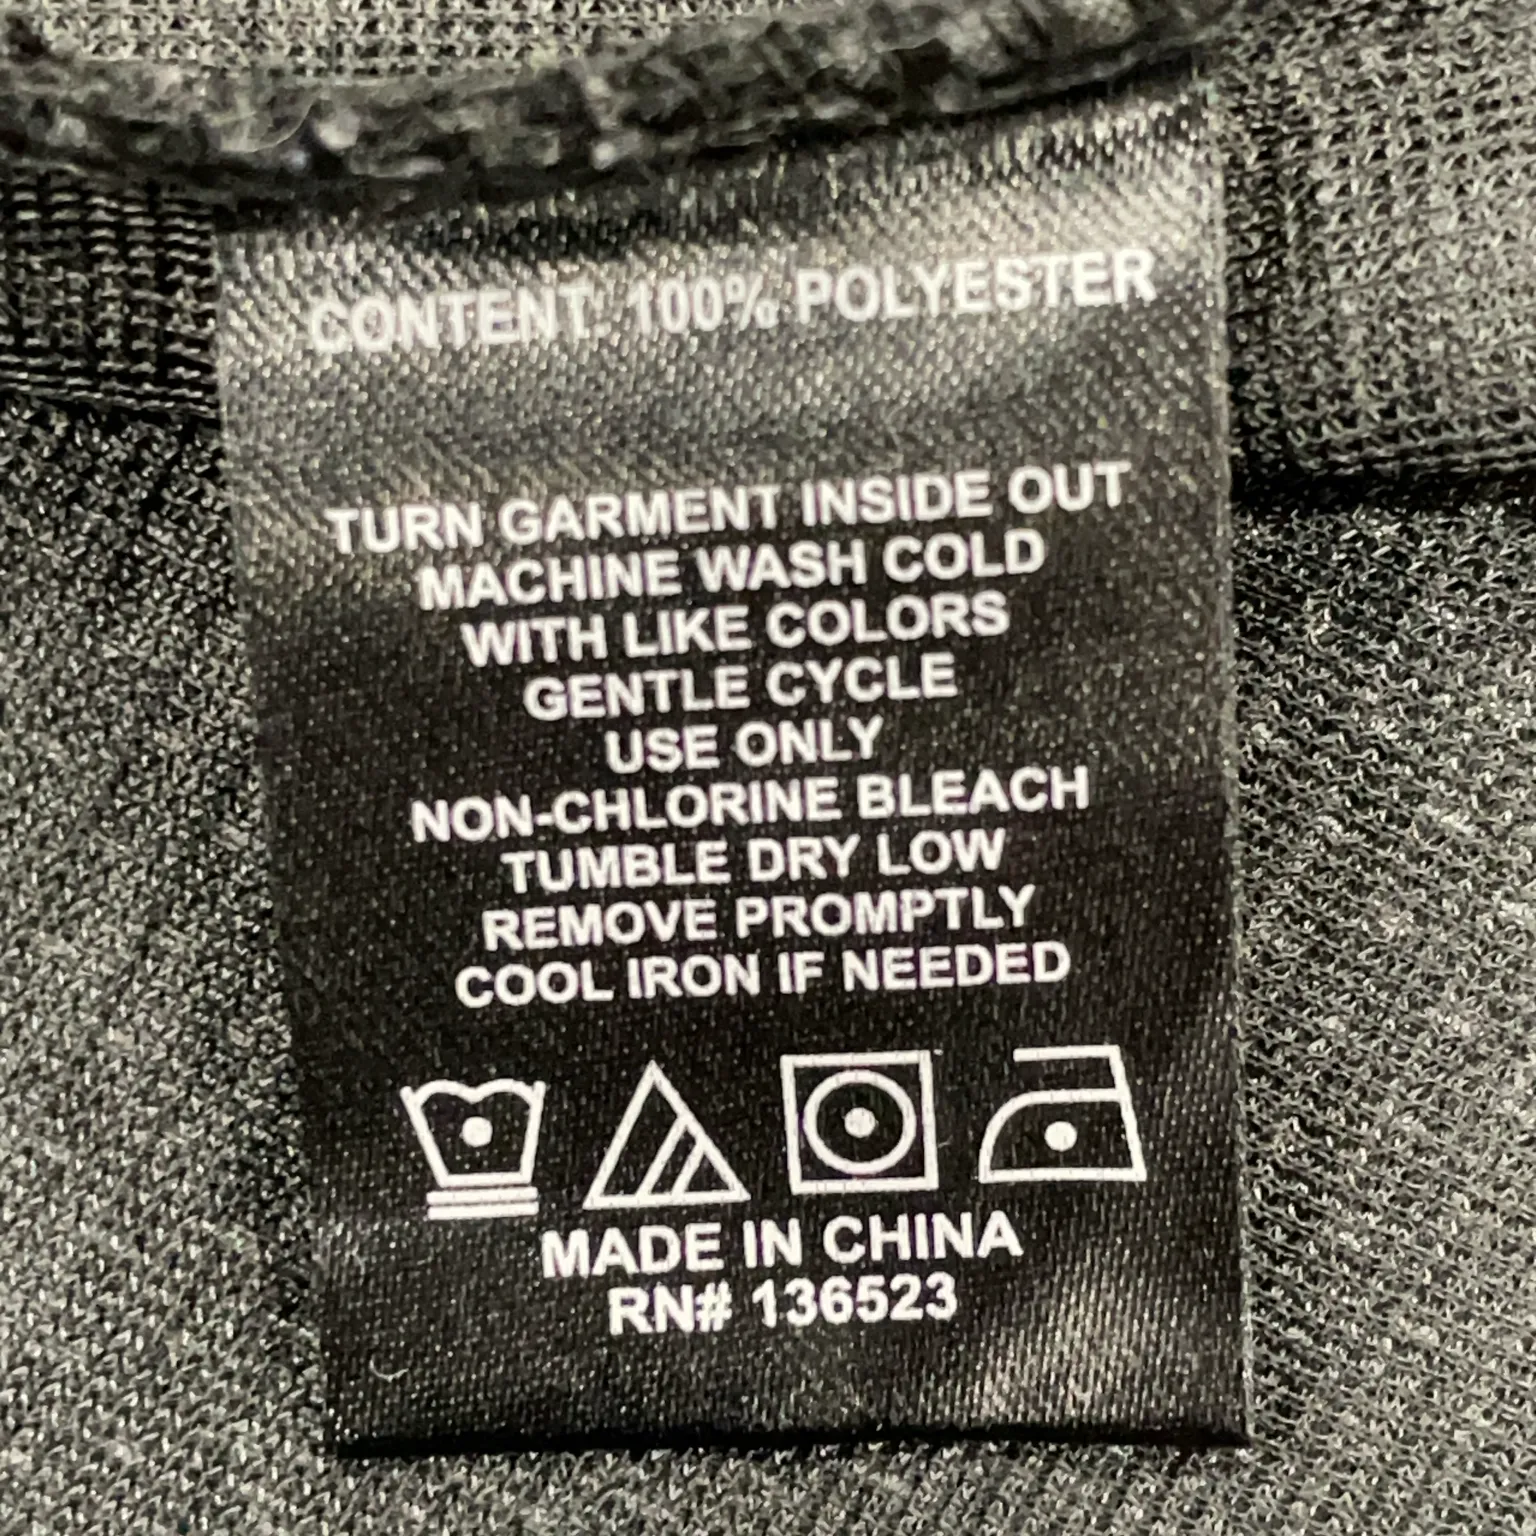 CONTENT: 100% POLYESTER
TURN GARMENT INSIDE OUT
MACHINE WASH COLD
WITH LIKE COLORS
GENTLE CYCLE
USE ONLY
NON-CHLORINE BLEACH
TUMBLE DRY LOW
REMOVE PROMPTLY
COOL IRON IF NEEDED
MADE IN CHINA
RN# 136523